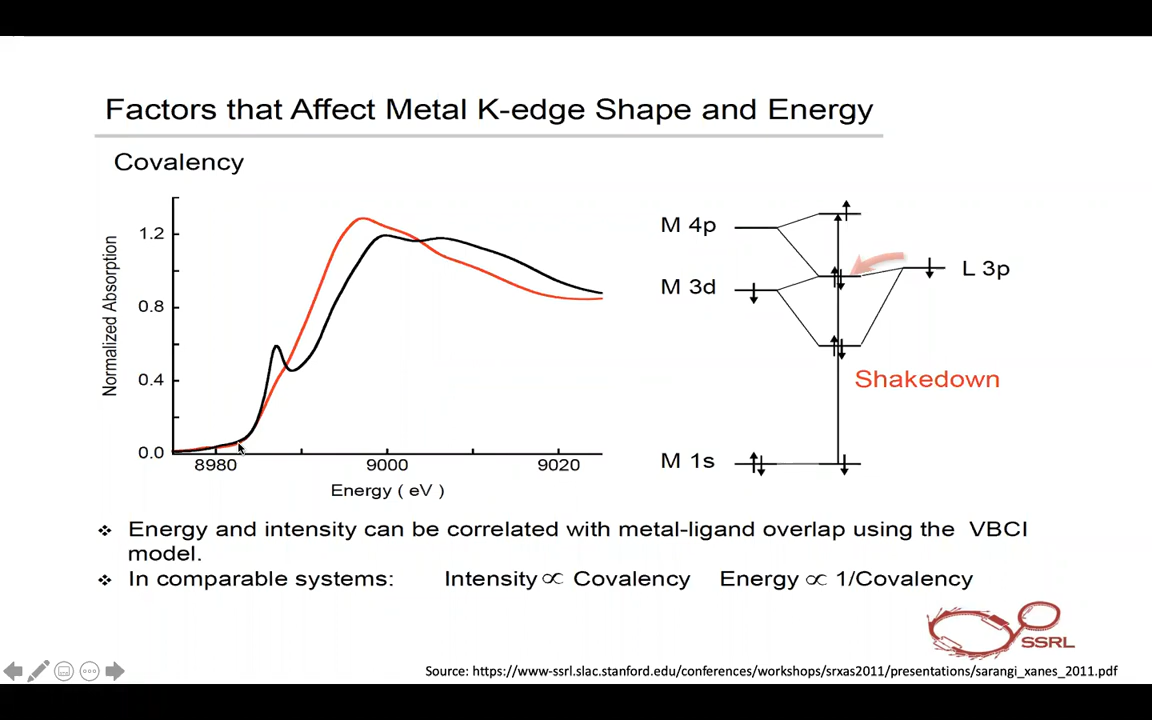 Factors that Affect Metal K-edge Shape and Energy
Covalency
Normalized Absorption
1.2
0.8
0.4
0.0
8980
9000
9020
Energy ( eV )
M 4p
M 3d
L 3p
Shakedown
M 1s
❖ Energy and intensity can be correlated with metal-ligand overlap using the VBCI
model.
❖ In comparable systems: Intensity ∝ Covalency Energy ∝ 1/Covalency
SSRL
Source: https://www-ssrl.slac.stanford.edu/conferences/workshops/srxas2011/presentations/sarangi_xanes_2011.pdf